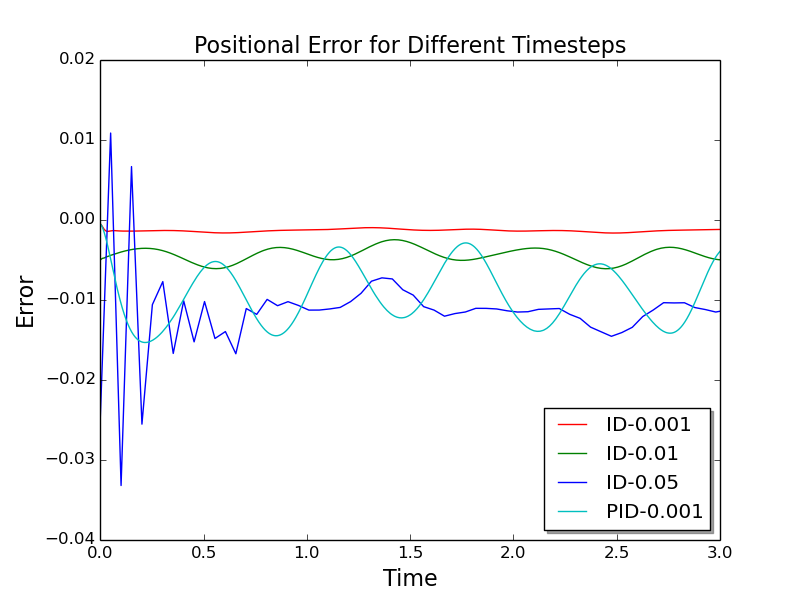 Positional Error for Different Timesteps
0.02
0.01
0.00
−0.01
−0.02
−0.03
−0.04
Error
0.0 0.5 1.0 1.5 2.0 2.5 3.0
Time
ID-0.001
ID-0.01
ID-0.05
PID-0.001